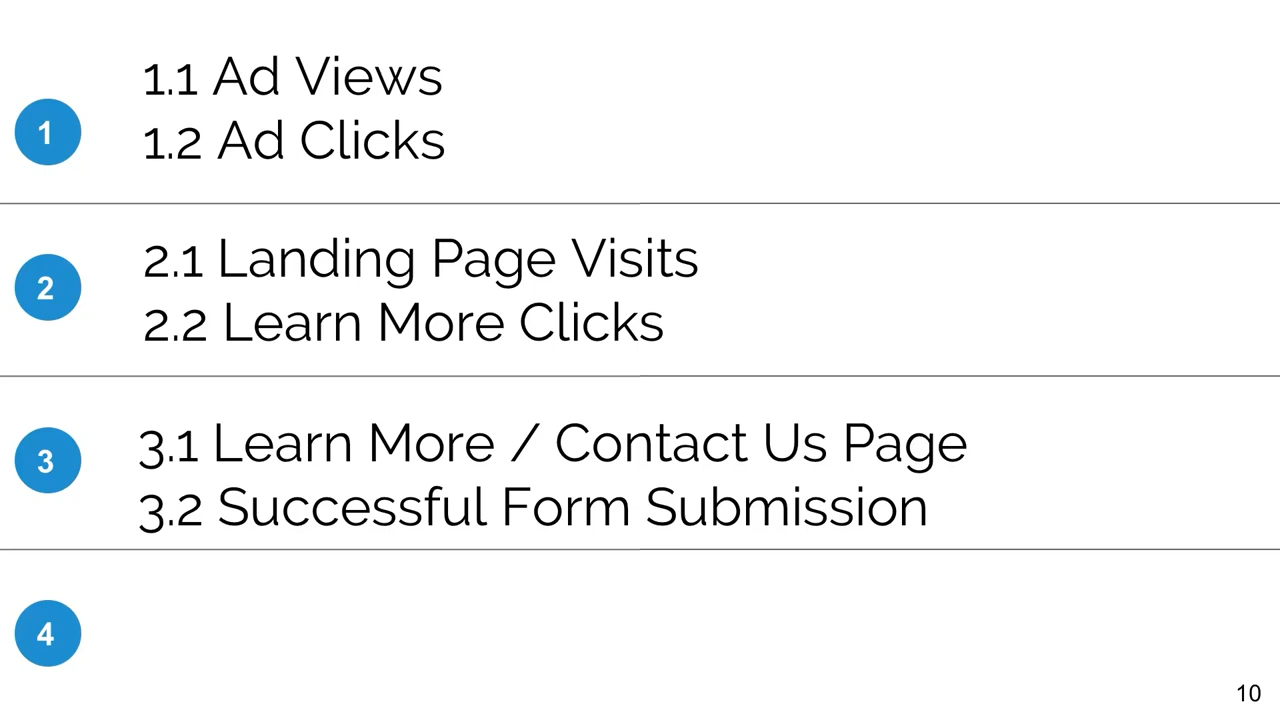 1.1 Ad Views
1
1.2 Ad Clicks
2.1 Landing Page Visits
2
2.2 Learn More Clicks
3.1 Learn More / Contact Us Page
3
3.2 Successful Form Submission
4
10